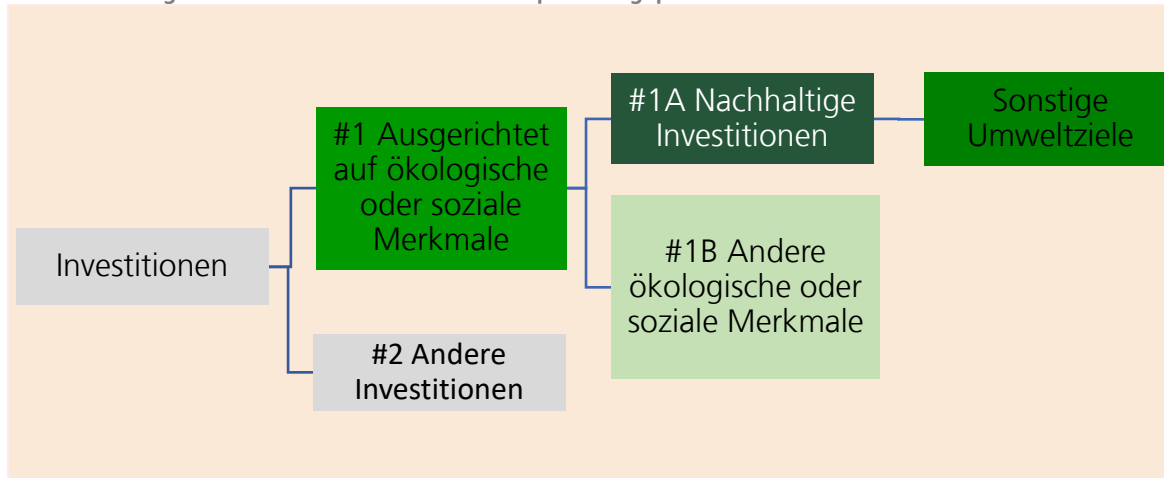 #1A Nachhaltige
Investitionen
Sonstige
Umweltziele
#1 Ausgerichtet
auf ökologische
oder soziale
Merkmale
#1B Andere
ökologische oder
soziale Merkmale
Investitionen
#2 Andere
Investitionen